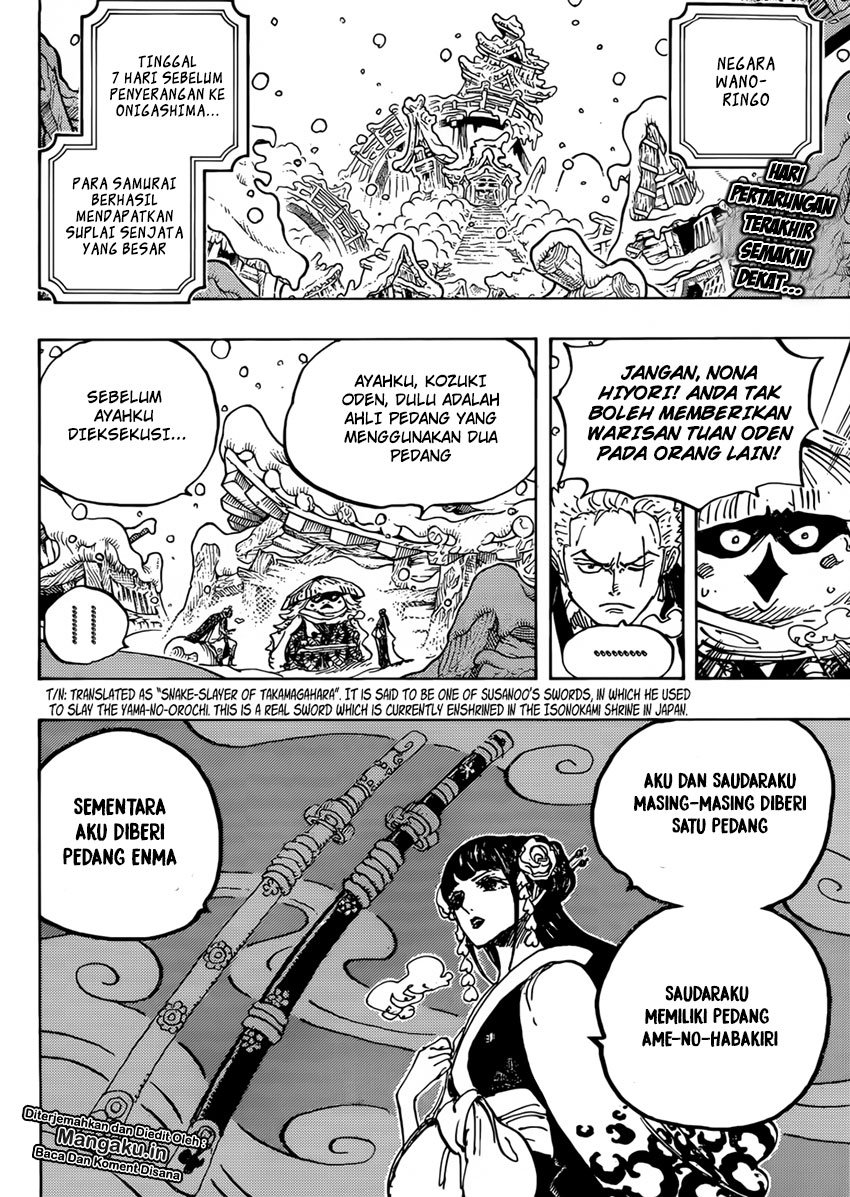 NEGARA
WANO-
RINGO
TINGGAL
7 HARI SEBELUM
PENYERANGAN KE
ONIGASHIMA...
PARA SAMURAI
BERHASIL
MENDAPATKAN
SUPLAI SENJATA
YANG BESAR
HARI
PERTARUNGAN
TERAKHIR
SEMAKIN
DEKAT...
JANGAN, NONA
HIYORI! ANDA TAK
BOLEH MEMBERIKAN
WARISAN TUAN ODEN
PADA ORANG LAIN!
AYAHKU, KOZUKI
ODEN, DULU ADALAH
AHLI PEDANG YANG
MENGGUNAKAN DUA
PEDANG
SEBELUM
AYAHKU
DIEKSEKUSI...
T/N: TRANSLATED AS "SNAKE-SLAYER OF TAKAMAGAHARA". IT IS SAID TO BE ONE OF SUSANOO'S SWORDS, IN WHICH HE USED
TO SLAY THE YAMA-NO-OROCHI. THIS IS A REAL SWORD WHICH IS CURRENTLY ENSHRINED IN THE ISONOKAMI SHRINE IN JAPAN.
AKU DAN SAUDARAKU
MASING-MASING DIBERI
SATU PEDANG
SAUDARAKU
MEMILIKI PEDANG
AME-NO-HABAKIRI
SEMENTARA
AKU DIBERI
PEDANG ENMA
Diterjemahkan dan Diedit Oleh :
Mangaku.in
Baca Dan Koment Disana